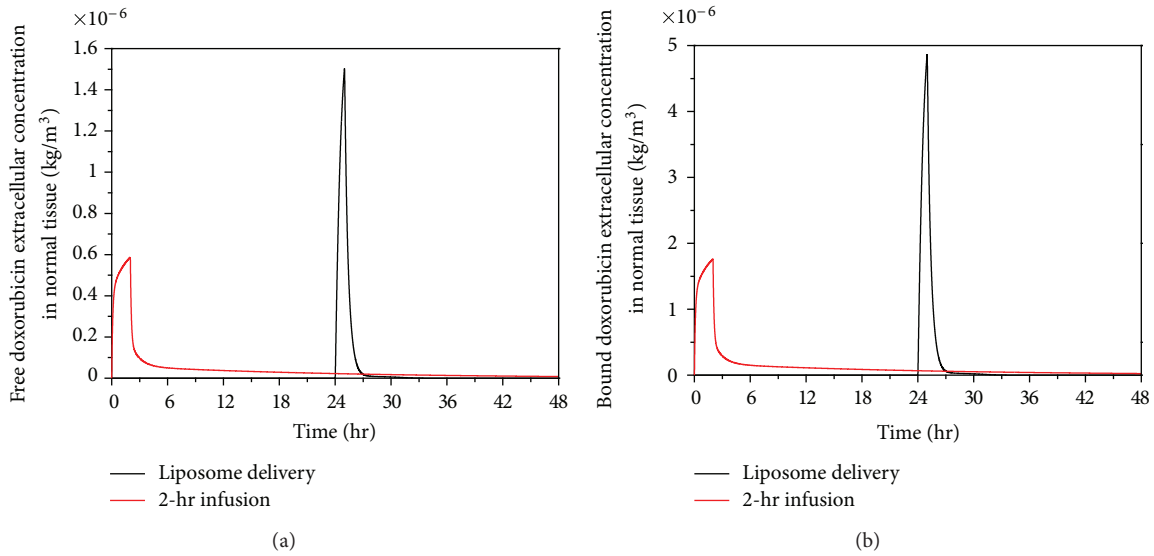 ×10⁻⁶
Free doxorubicin extracellular concentration
in normal tissue (kg/m³)
1.6
1.4
1.2
1
0.8
0.6
0.4
0.2
0
0 6 12 18 24 30 36 42 48
Time (hr)
Liposome delivery
2-hr infusion
(a)
×10⁻⁶
Bound doxorubicin extracellular concentration
in normal tissue (kg/m³)
5
4
3
2
1
0
0 6 12 18 24 30 36 42 48
Time (hr)
Liposome delivery
2-hr infusion
(b)